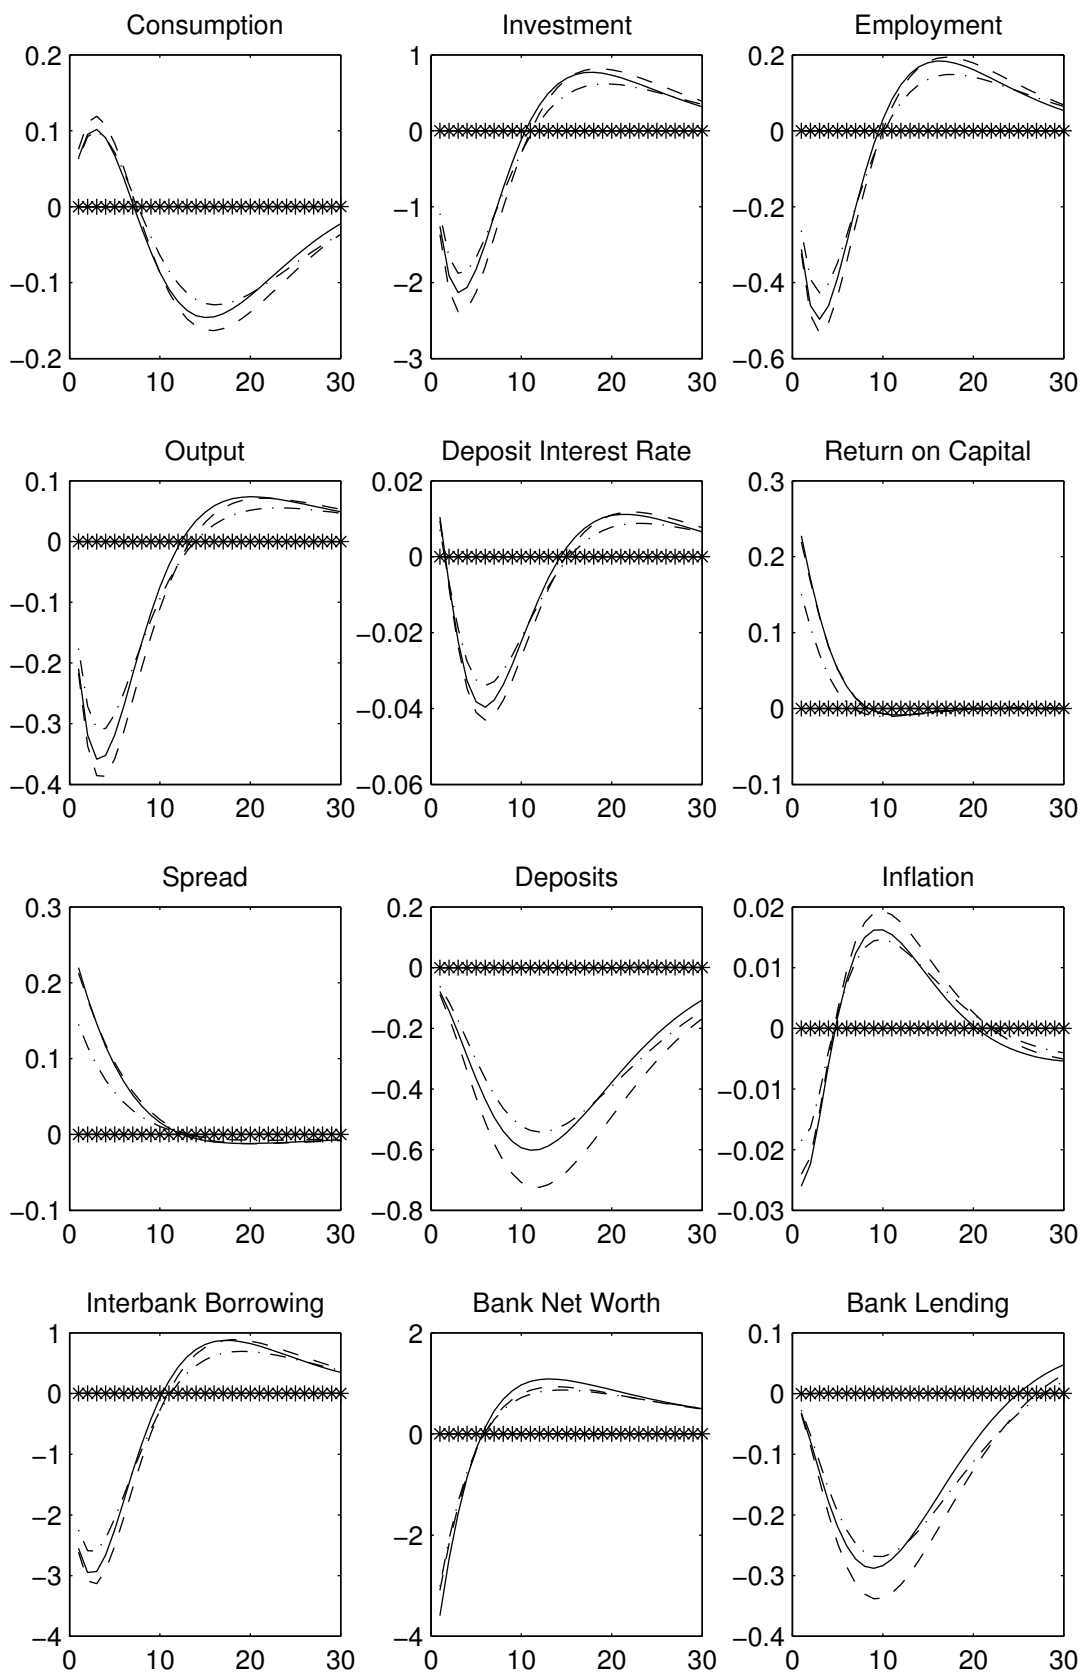 Consumption Investment Employment
0.2 1 0.2
0.1 0 0
0 −1 −0.2
−0.1 −2 −0.4
−0.2 −3 −0.6
0 10 20 30 0 10 20 30 0 10 20 30
Output Deposit Interest Rate Return on Capital
0.1 0.02 0.3
0 0 0.2
−0.1 −0.02 0.1
−0.2 −0.04 0
−0.3 −0.06 −0.1
−0.4
0 10 20 30 0 10 20 30 0 10 20 30
Spread Deposits Inflation
0.3 0.2 0.02
0.2 0 0.01
0.1 −0.2 0
0 −0.4 −0.01
−0.1 −0.6 −0.02
−0.8 −0.03
0 10 20 30 0 10 20 30 0 10 20 30
Interbank Borrowing Bank Net Worth Bank Lending
1 2 0.1
0 0 0
−1 −2 −0.1
−2 −4 −0.2
−3 −0.3
−4 −0.4
0 10 20 30 0 10 20 30 0 10 20 30